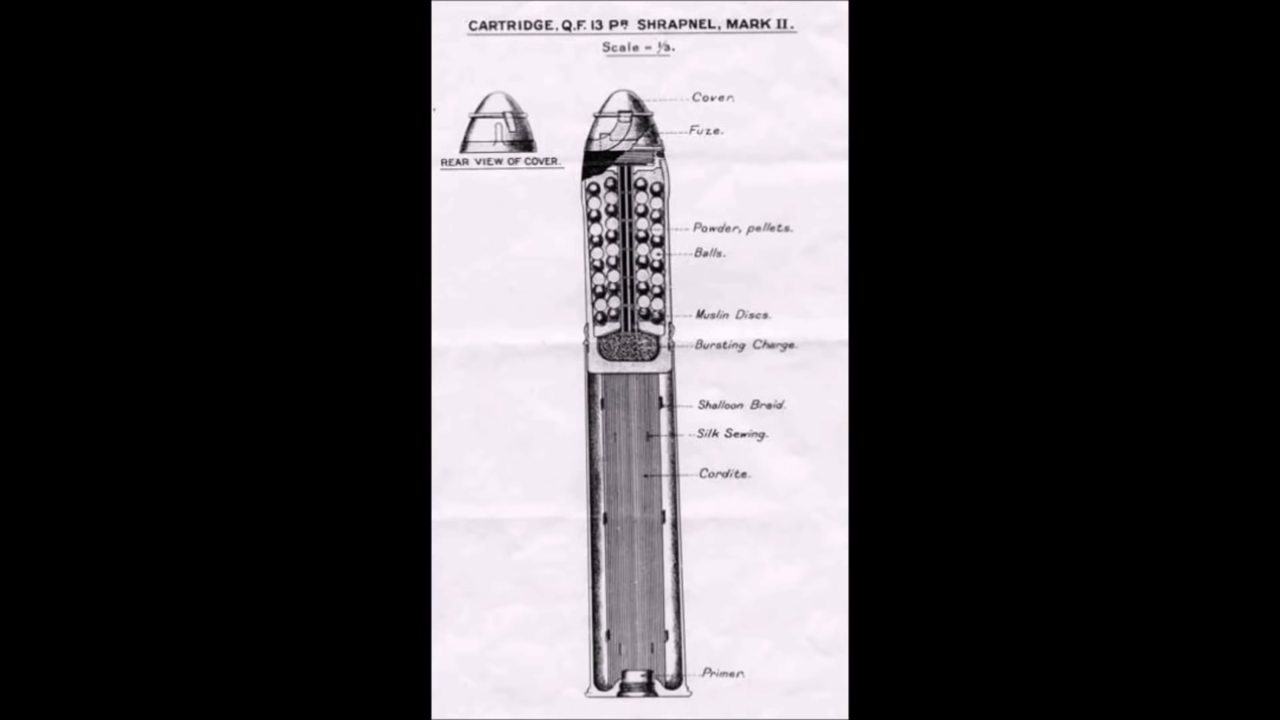 CARTRIDGE, Q.F. 13 PR SHRAPNEL, MARK II.
Scale = 1/3.
Cover.
Fuze.
REAR VIEW OF COVER.
Powder, pellets.
Balls.
Muslin Discs.
Bursting Charge.
Shalloon Braid.
Silk Sewing.
Cordite.
Primer.